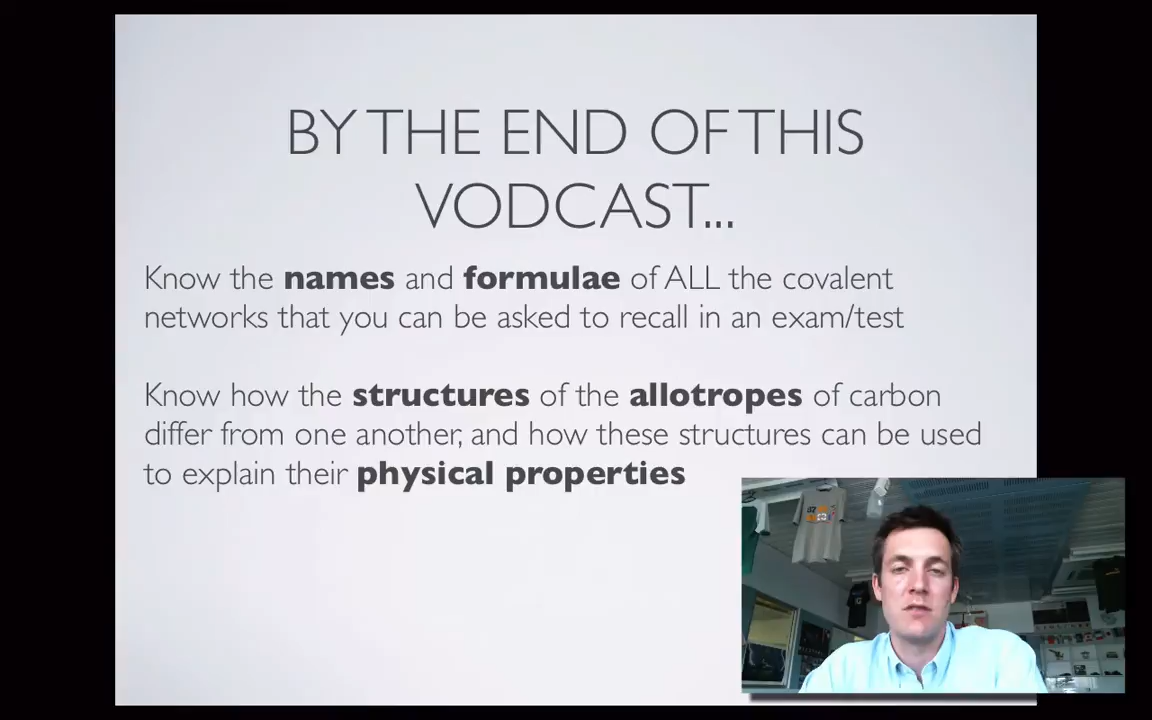 BY THE END OF THIS
VODCAST...
Know the names and formulae of ALL the covalent
networks that you can be asked to recall in an exam/test
Know how the structures of the allotropes of carbon
differ from one another, and how these structures can be used
to explain their physical properties